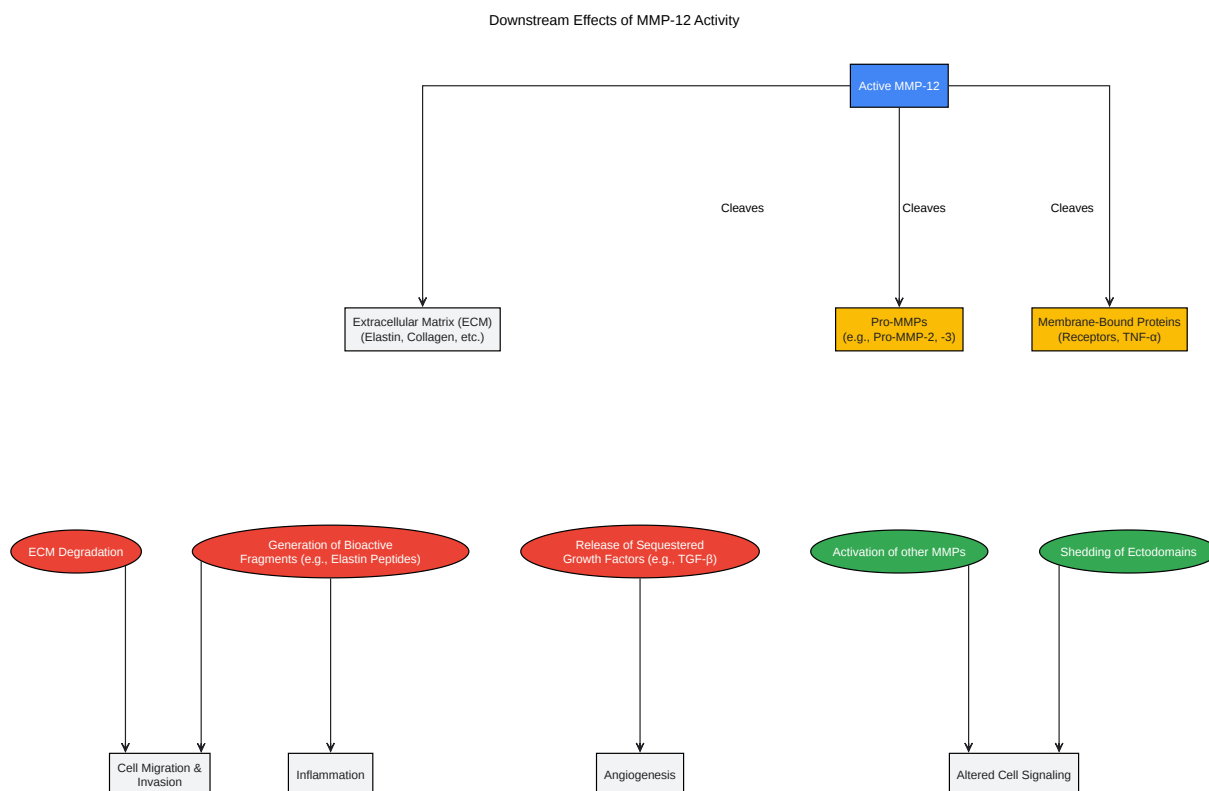 Downstream Effects of MMP-12 Activity
Active MMP-12
Cleaves
Cleaves
Cleaves
Extracellular Matrix (ECM)
(Elastin, Collagen, etc.)
Pro-MMPs
(e.g., Pro-MMP-2, -3)
Membrane-Bound Proteins
(Receptors, TNF-α)
ECM Degradation
Generation of Bioactive
Fragments (e.g., Elastin Peptides)
Release of Sequestered
Growth Factors (e.g., TGF-β)
Activation of other MMPs
Shedding of Ectodomains
Cell Migration &
Invasion
Inflammation
Angiogenesis
Altered Cell Signaling